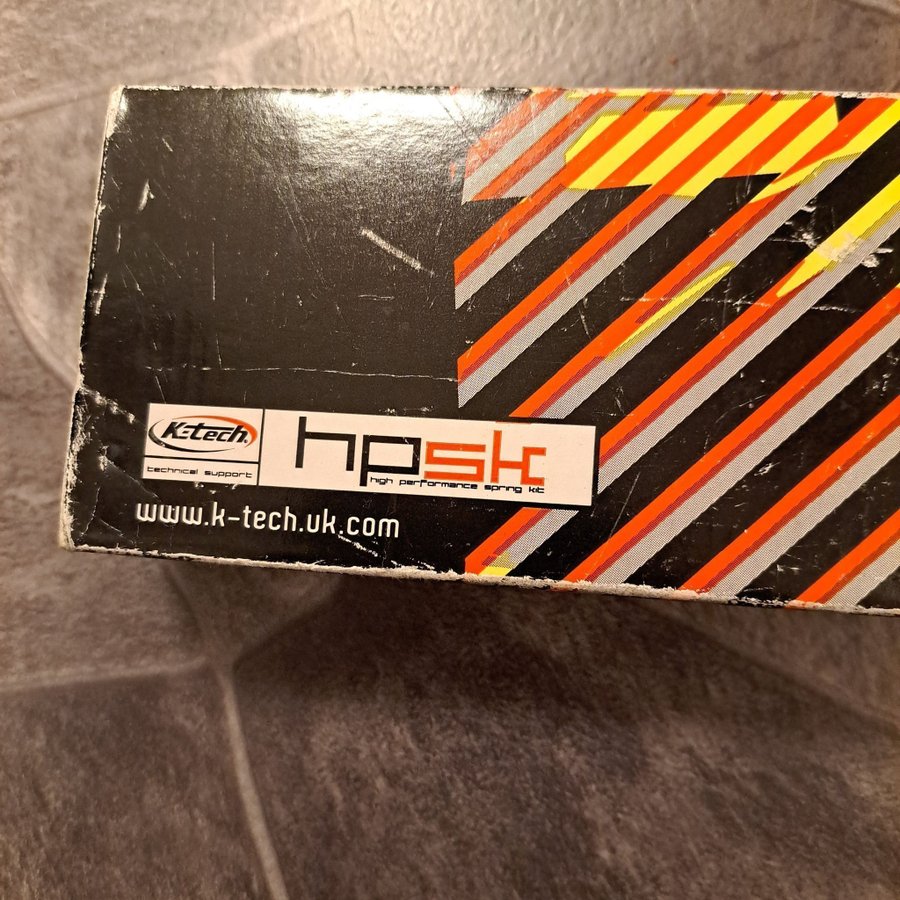 K-tech
technical support
hpsk
high performance spring kit
www.k-tech.uk.com